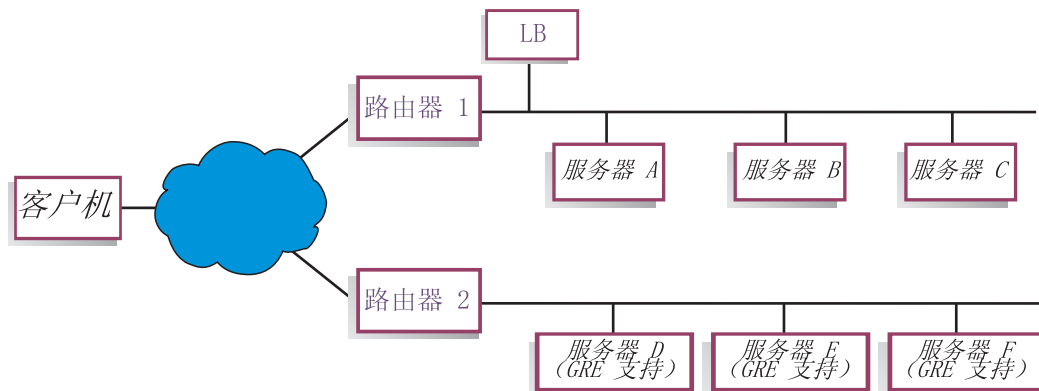 LB
路由器 1
服务器 A
服务器 B
服务器 C
客户机
路由器 2
服务器 D
(GRE 支持)
服务器 E
(GRE 支持)
服务器 F
(GRE 支持)